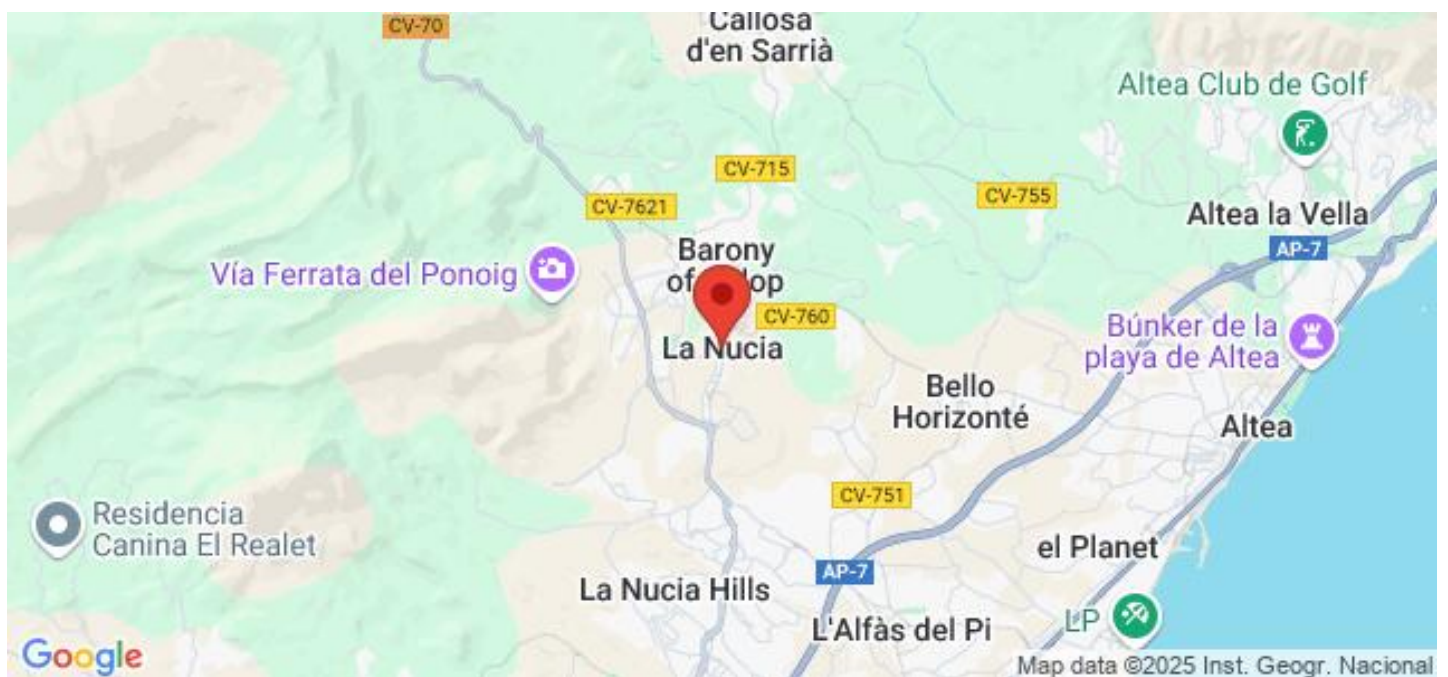 CV-70
Callosa
d'en Sarrià
Altea Club de Golf
CV-715
CV-755
CV-7621
Altea la Vella
AP-7
Barony
Vía Ferrata del Ponoig
CV-760
Búnker de la
playa de Altea
La Nucia
Bello
Horizonté
Altea
CV-751
Residencia
Canina El Realet
el Planet
AP-7
La Nucia Hills
L'Alfàs del Pi
LP
Google
Map data ©2025 Inst. Geogr. Nacional